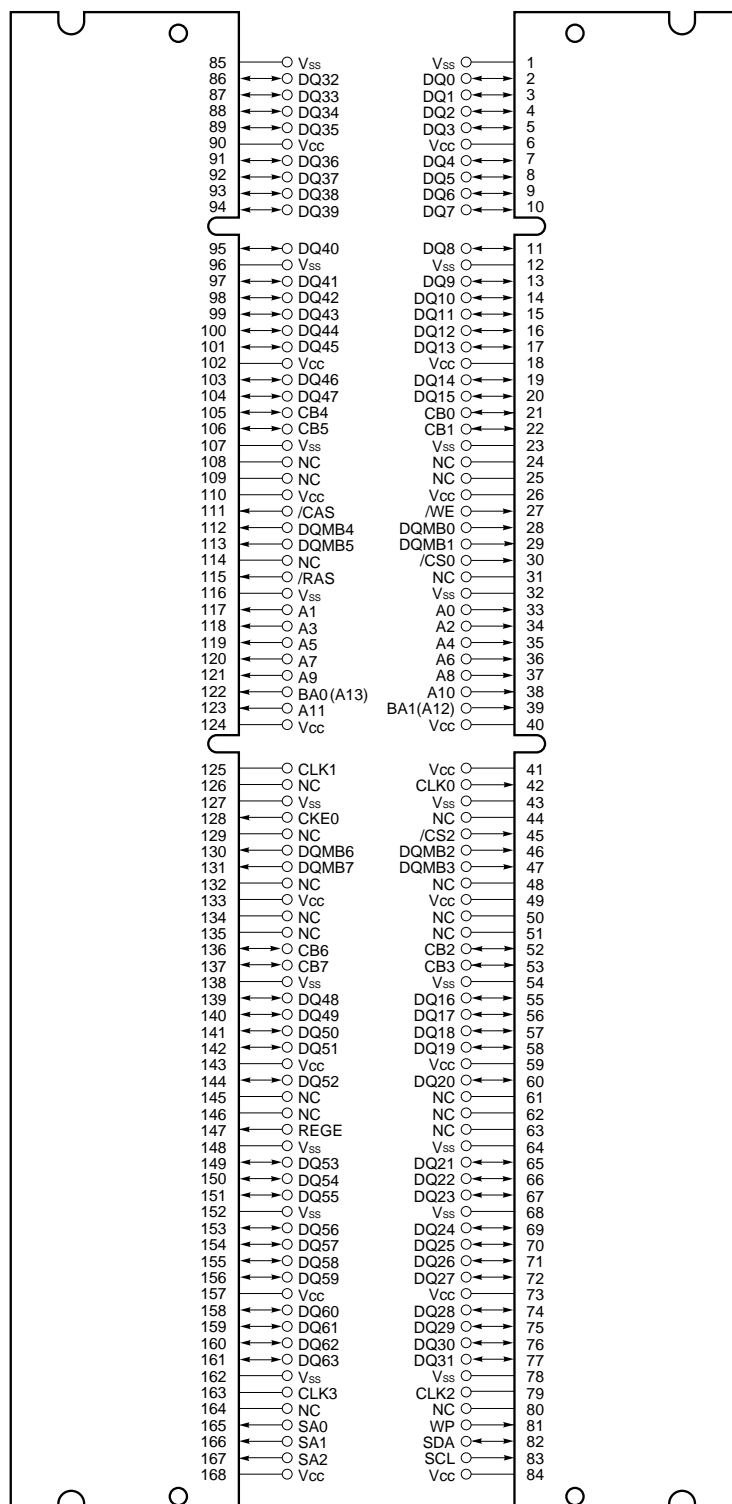 85 Vss Vss 1
86 DQ32 DQ0 2
87 DQ33 DQ1 3
88 DQ34 DQ2 4
89 DQ35 DQ3 5
90 Vcc Vcc 6
91 DQ36 DQ4 7
92 DQ37 DQ5 8
93 DQ38 DQ6 9
94 DQ39 DQ7 10
95 DQ40 DQ8 11
96 Vss Vss 12
97 DQ41 DQ9 13
98 DQ42 DQ10 14
99 DQ43 DQ11 15
100 DQ44 DQ12 16
101 DQ45 DQ13 17
102 Vcc Vcc 18
103 DQ46 DQ14 19
104 DQ47 DQ15 20
105 CB4 CB0 21
106 CB5 CB1 22
107 Vss Vss 23
108 NC NC 24
109 NC NC 25
110 Vcc Vcc 26
111 /CAS /WE 27
112 DQMB4 DQMB0 28
113 DQMB5 DQMB1 29
114 NC /CS0 30
115 /RAS NC 31
116 Vss Vss 32
117 A1 A0 33
118 A3 A2 34
119 A5 A4 35
120 A7 A6 36
121 A9 A8 37
122 BA0 (A13) A10 38
123 A11 BA1(A12) 39
124 Vcc Vcc 40
125 CLK1 Vcc 41
126 NC CLK0 42
127 Vss Vss 43
128 CKE0 NC 44
129 NC /CS2 45
130 DQMB6 DQMB2 46
131 DQMB7 DQMB3 47
132 NC NC 48
133 Vcc Vcc 49
134 NC NC 50
135 NC NC 51
136 CB6 CB2 52
137 CB7 CB3 53
138 Vss Vss 54
139 DQ48 DQ16 55
140 DQ49 DQ17 56
141 DQ50 DQ18 57
142 DQ51 DQ19 58
143 Vcc Vcc 59
144 DQ52 DQ20 60
145 NC NC 61
146 NC NC 62
147 REGE NC 63
148 Vss Vss 64
149 DQ53 DQ21 65
150 DQ54 DQ22 66
151 DQ55 DQ23 67
152 Vss Vss 68
153 DQ56 DQ24 69
154 DQ57 DQ25 70
155 DQ58 DQ26 71
156 DQ59 DQ27 72
157 Vcc Vcc 73
158 DQ60 DQ28 74
159 DQ61 DQ29 75
160 DQ62 DQ30 76
161 DQ63 DQ31 77
162 Vss Vss 78
163 CLK3 CLK2 79
164 NC NC 80
165 SA0 WP 81
166 SA1 SDA 82
167 SA2 SCL 83
168 Vcc Vcc 84